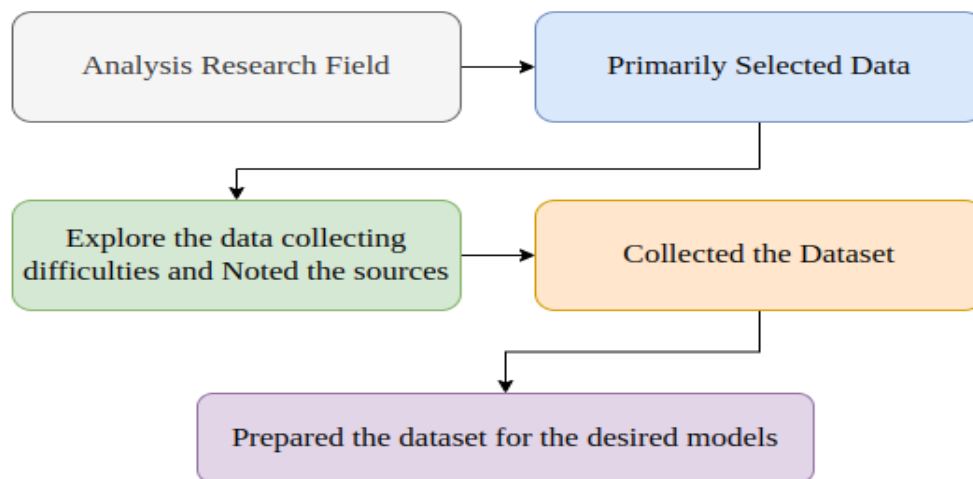 Analysis Research Field
Primarily Selected Data
Explore the data collecting
difficulties and Noted the sources
Collected the Dataset
Prepared the dataset for the desired models